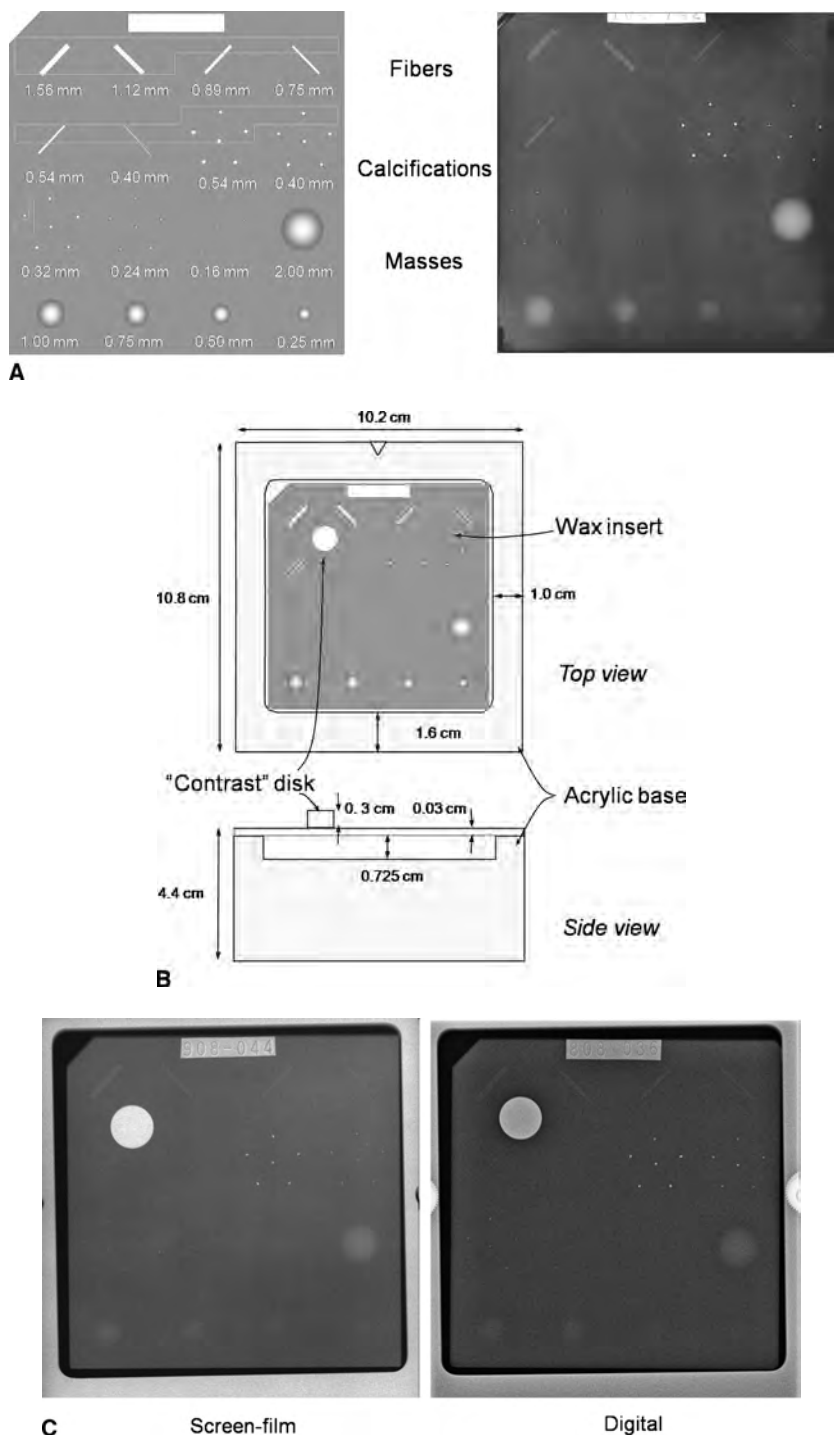 Fibers
1.56 mm 1.12 mm 0.89 mm 0.75 mm
Calcifications
0.54 mm 0.40 mm 0.54 mm 0.40 mm
Masses
0.32 mm 0.24 mm 0.16 mm 2.00 mm
1.00 mm 0.75 mm 0.50 mm 0.25 mm
A
10.2 cm
Wax insert
10.8 cm
1.0 cm
Top view
1.6 cm
"Contrast" disk
Acrylic base
0. 3 cm 0.03 cm
0.725 cm
4.4 cm
Side view
B
C
Screen-film
Digital